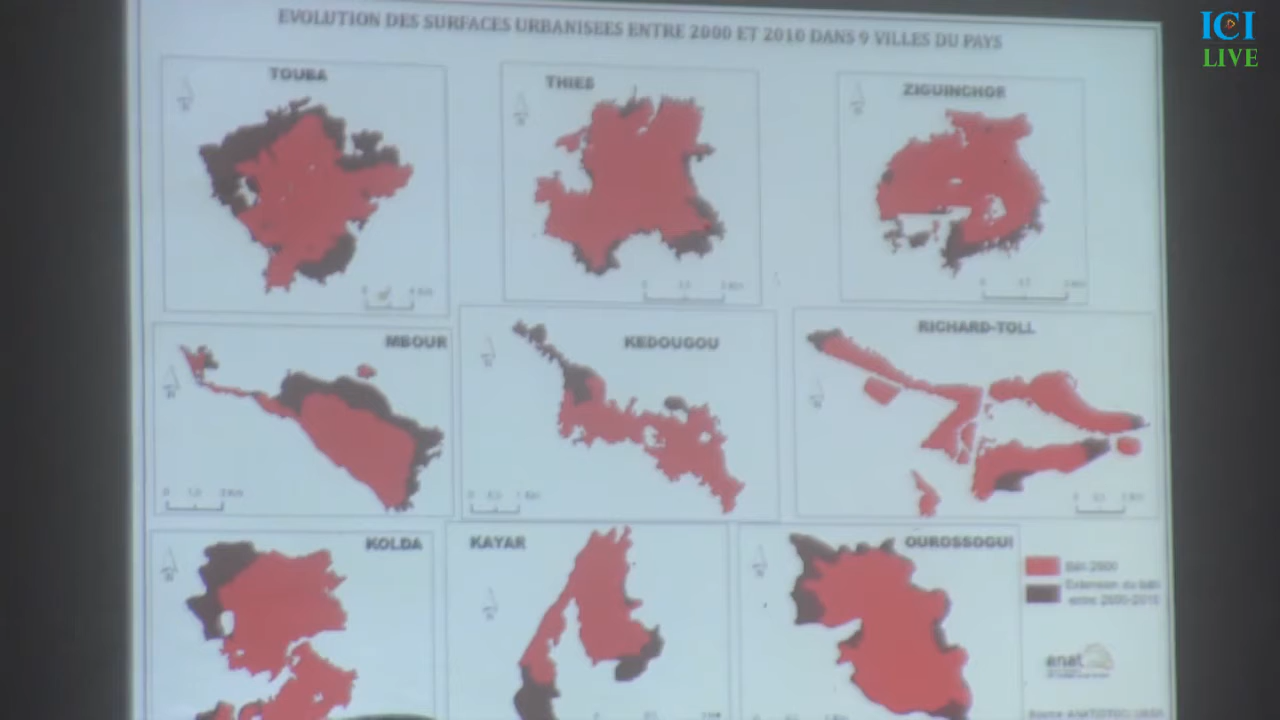 ICI
LIVE
EVOLUTION DES SURFACES URBANISEES ENTRE 2000 ET 2010 DANS 9 VILLES DU PAYS
TOUBA
THIES
ZIGUINCHOR
MBOUR
KEDOUGOU
RICHARD-TOLL
KOLDA
KAYAR
OUROSSOGUI
Bâti 2000
Extension du bâti
entre 2000-2010
anat